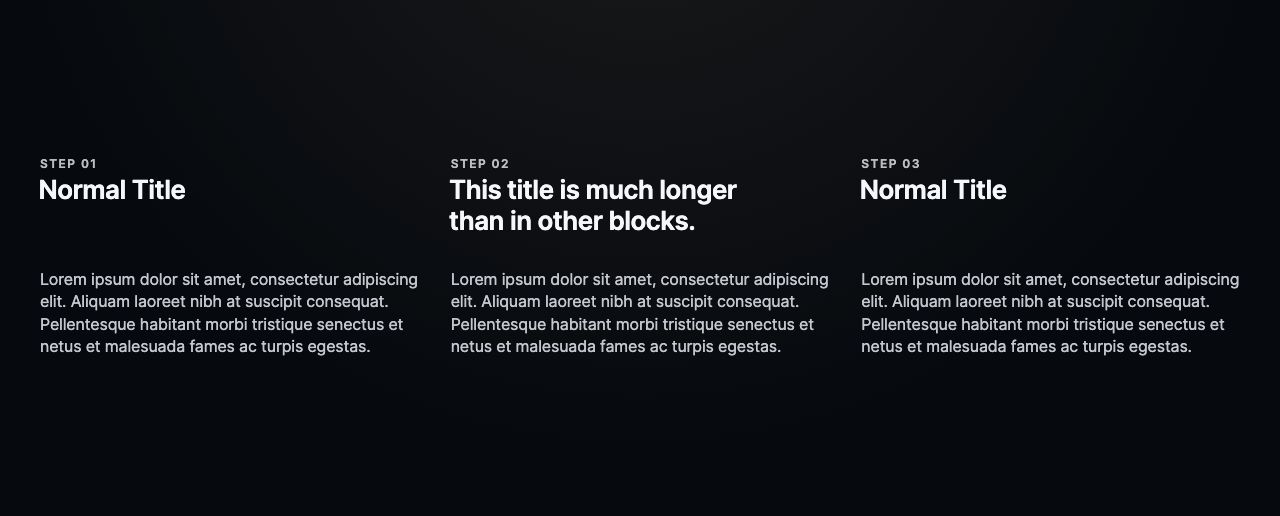 STEP 01
Normal Title
Lorem ipsum dolor sit amet, consectetur adipiscing
elit. Aliquam laoreet nibh at suscipit consequat.
Pellentesque habitant morbi tristique senectus et
netus et malesuada fames ac turpis egestas.
STEP 02
This title is much longer
than in other blocks.
Lorem ipsum dolor sit amet, consectetur adipiscing
elit. Aliquam laoreet nibh at suscipit consequat.
Pellentesque habitant morbi tristique senectus et
netus et malesuada fames ac turpis egestas.
STEP 03
Normal Title
Lorem ipsum dolor sit amet, consectetur adipiscing
elit. Aliquam laoreet nibh at suscipit consequat.
Pellentesque habitant morbi tristique senectus et
netus et malesuada fames ac turpis egestas.